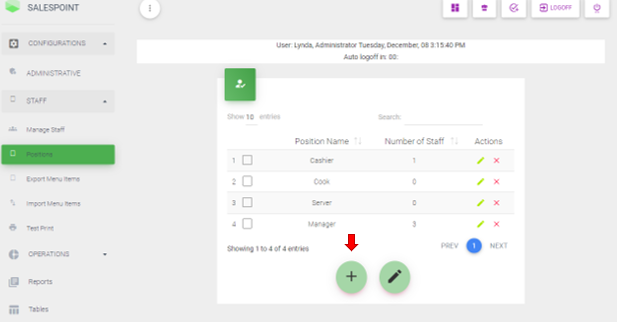 SALESPOINT
LOGOFF
CONFIGURATIONS
ADMINISTRATIVE
STAFF
Manage Staff
Positions
Export Menu Items
Import Menu Items
Test Print
OPERATIONS
Reports
Tables
User: Lynda, Administrator Tuesday, December, 08 3:15:40 PM
Auto logoff in: 00:
Show 10 entries Search:
Position Name Number of Staff Actions
1 Cashier 1
2 Cook 0
3 Server 0
4 Manager 3
Showing 1 to 4 of 4 entries PREV 1 NEXT